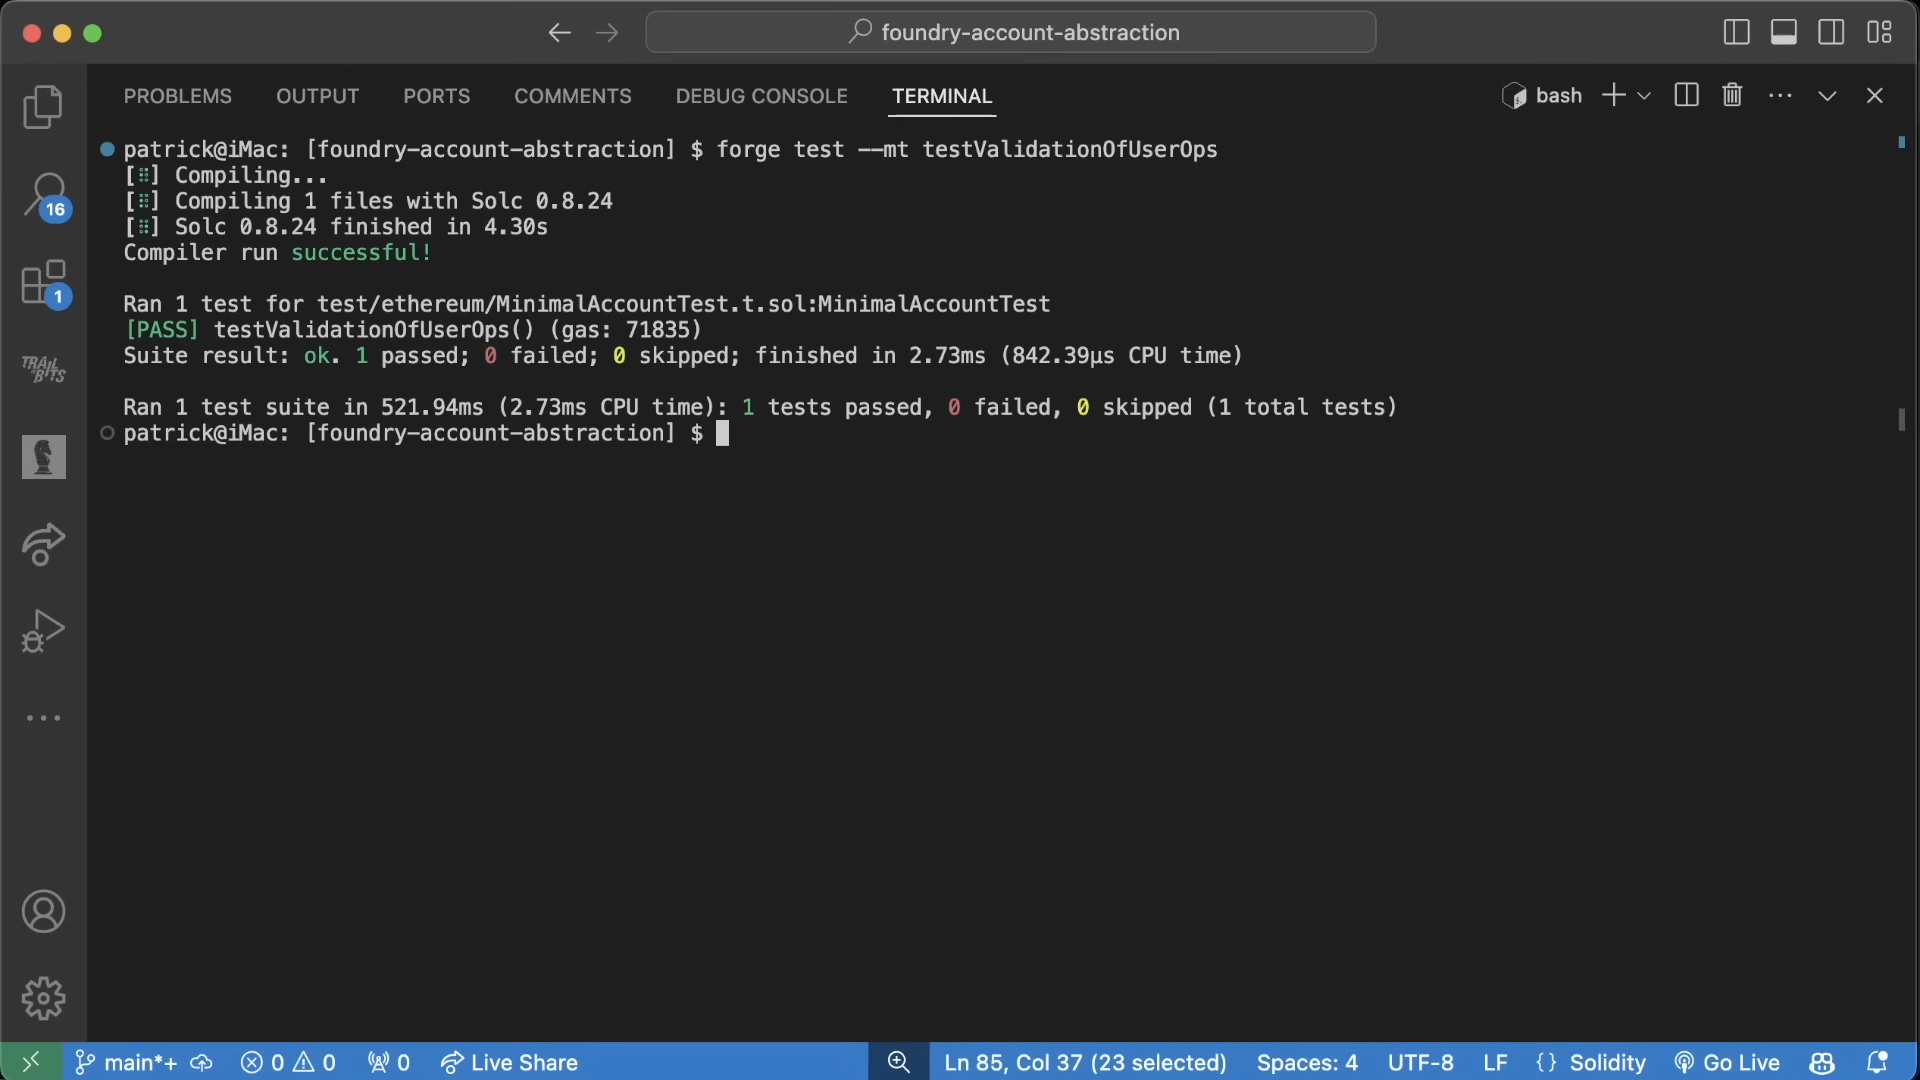 foundry-account-abstraction
PROBLEMS OUTPUT PORTS COMMENTS DEBUG CONSOLE TERMINAL bash
patrick@iMac: [foundry-account-abstraction] $ forge test --mt testValidationOfUserOps
[⠿] Compiling...
[⠿] Compiling 1 files with Solc 0.8.24
[⠿] Solc 0.8.24 finished in 4.30s
Compiler run successful!
Ran 1 test for test/ethereum/MinimalAccountTest.t.sol:MinimalAccountTest
[PASS] testValidationOfUserOps() (gas: 71835)
Suite result: ok. 1 passed; 0 failed; 0 skipped; finished in 2.73ms (842.39µs CPU time)
Ran 1 test suite in 521.94ms (2.73ms CPU time): 1 tests passed, 0 failed, 0 skipped (1 total tests)
patrick@iMac: [foundry-account-abstraction] $
16
1
TRAIL OF BITS
main*+ 0 0 0 Live Share Ln 85, Col 37 (23 selected) Spaces: 4 UTF-8 LF {} Solidity Go Live